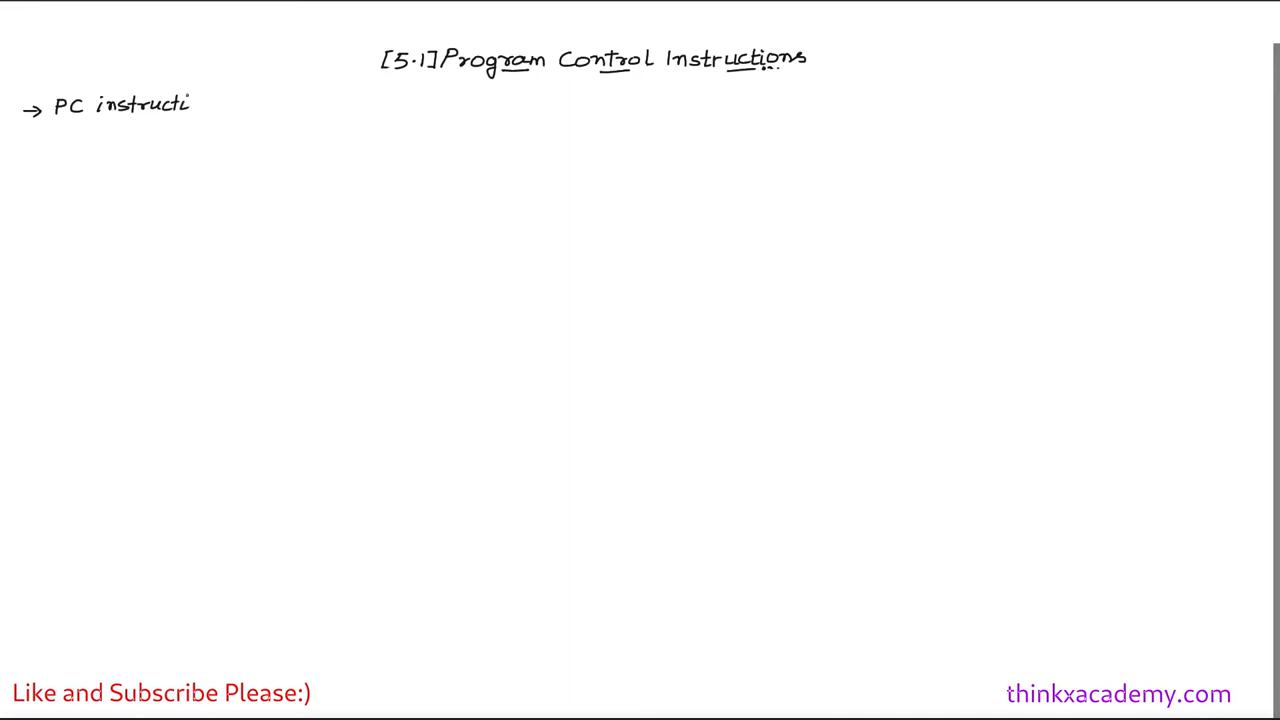 [5.1] Program Control Instructions
→ PC instructi
Like and Subscribe Please:)
thinkxacademy.com